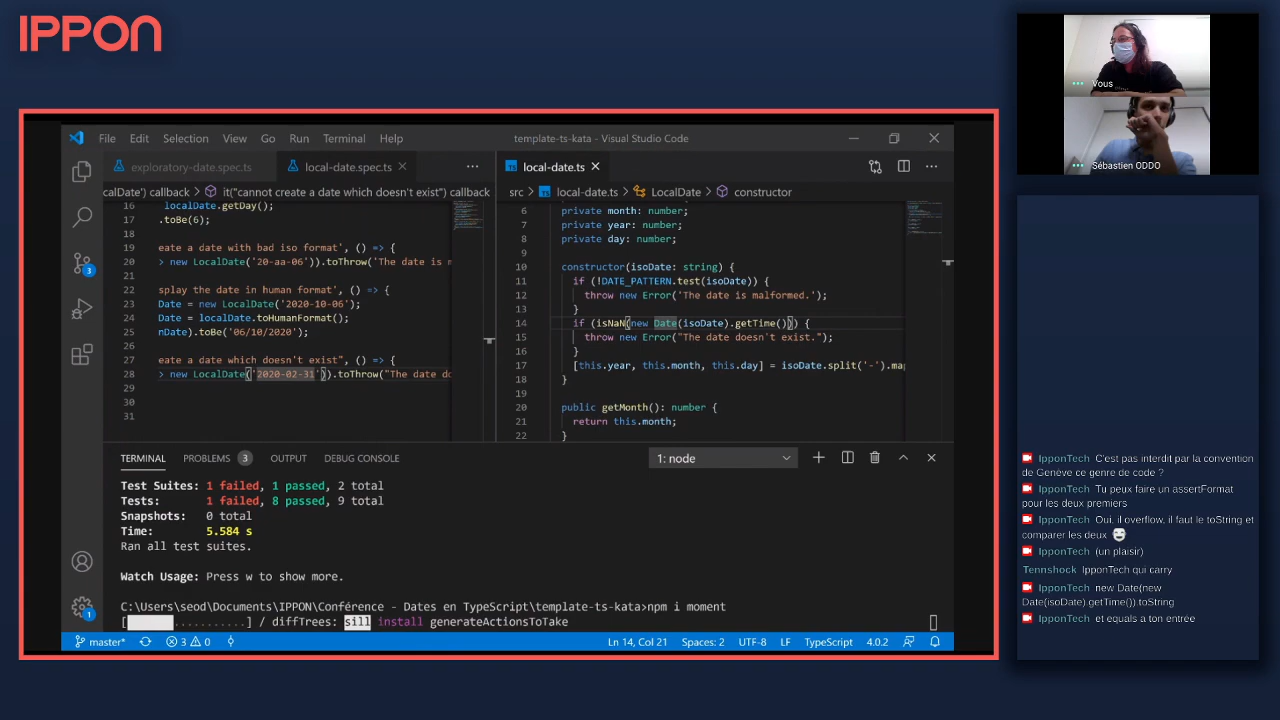 IPPON
File Edit Selection View Go Run Terminal Help
template-ts-kata - Visual Studio Code
exploratory-date.spec.ts
local-date.spec.ts
local-date.ts
calDate') callback
it("cannot create a date which doesn't exist") callback
src
local-date.ts
LocalDate
constructor
16 localDate.getDay();
17 .toBe(6);
18
19 eate a date with bad iso format', () => {
20 > new LocalDate('20-aa-06')).toThrow('The date is m
21
22 splay the date in human format', () => {
23 Date = new LocalDate('2020-10-06');
24 Date = localDate.toHumanFormat();
25 nDate).toBe('06/10/2020');
26
27 eate a date which doesn't exist", () => {
28 > new LocalDate('2020-02-31')).toThrow("The date do
29
30
31
6 private month: number;
7 private year: number;
8 private day: number;
9
10 constructor(isoDate: string) {
11 if (!DATE_PATTERN.test(isoDate)) {
12 throw new Error('The date is malformed.');
13 }
14 if (isNaN(new Date(isoDate).getTime())) {
15 throw new Error("The date doesn't exist.");
16 }
17 [this.year, this.month, this.day] = isoDate.split('-').map
18 }
19
20 public getMonth(): number {
21 return this.month;
22 }
TERMINAL PROBLEMS 3 OUTPUT DEBUG CONSOLE
1: node
Test Suites: 1 failed, 1 passed, 2 total
Tests: 1 failed, 8 passed, 9 total
Snapshots: 0 total
Time: 5.584 s
Ran all test suites.
Watch Usage: Press w to show more.
C:\Users\seod\Documents\IPPON\Conférence - Dates en TypeScript\template-ts-kata>npm i moment
[ ...........] / diffTrees: sill install generateActionsToTake
3
1
master*
3 0
Ln 14, Col 21
Spaces: 2
UTF-8
LF
TypeScript
4.0.2
Vous
Sébastien ODDO
IpponTech C'est pas interdit par la convention
de Genève ce genre de code ?
IpponTech Tu peux faire un assertFormat
pour les deux premiers
IpponTech Oui, il overflow, il faut le toString et
comparer les deux
IpponTech (un plaisir)
Tennshock IpponTech qui carry
IpponTech new Date(new
Date(isoDate).getTime()).toString
IpponTech et equals a ton entrée